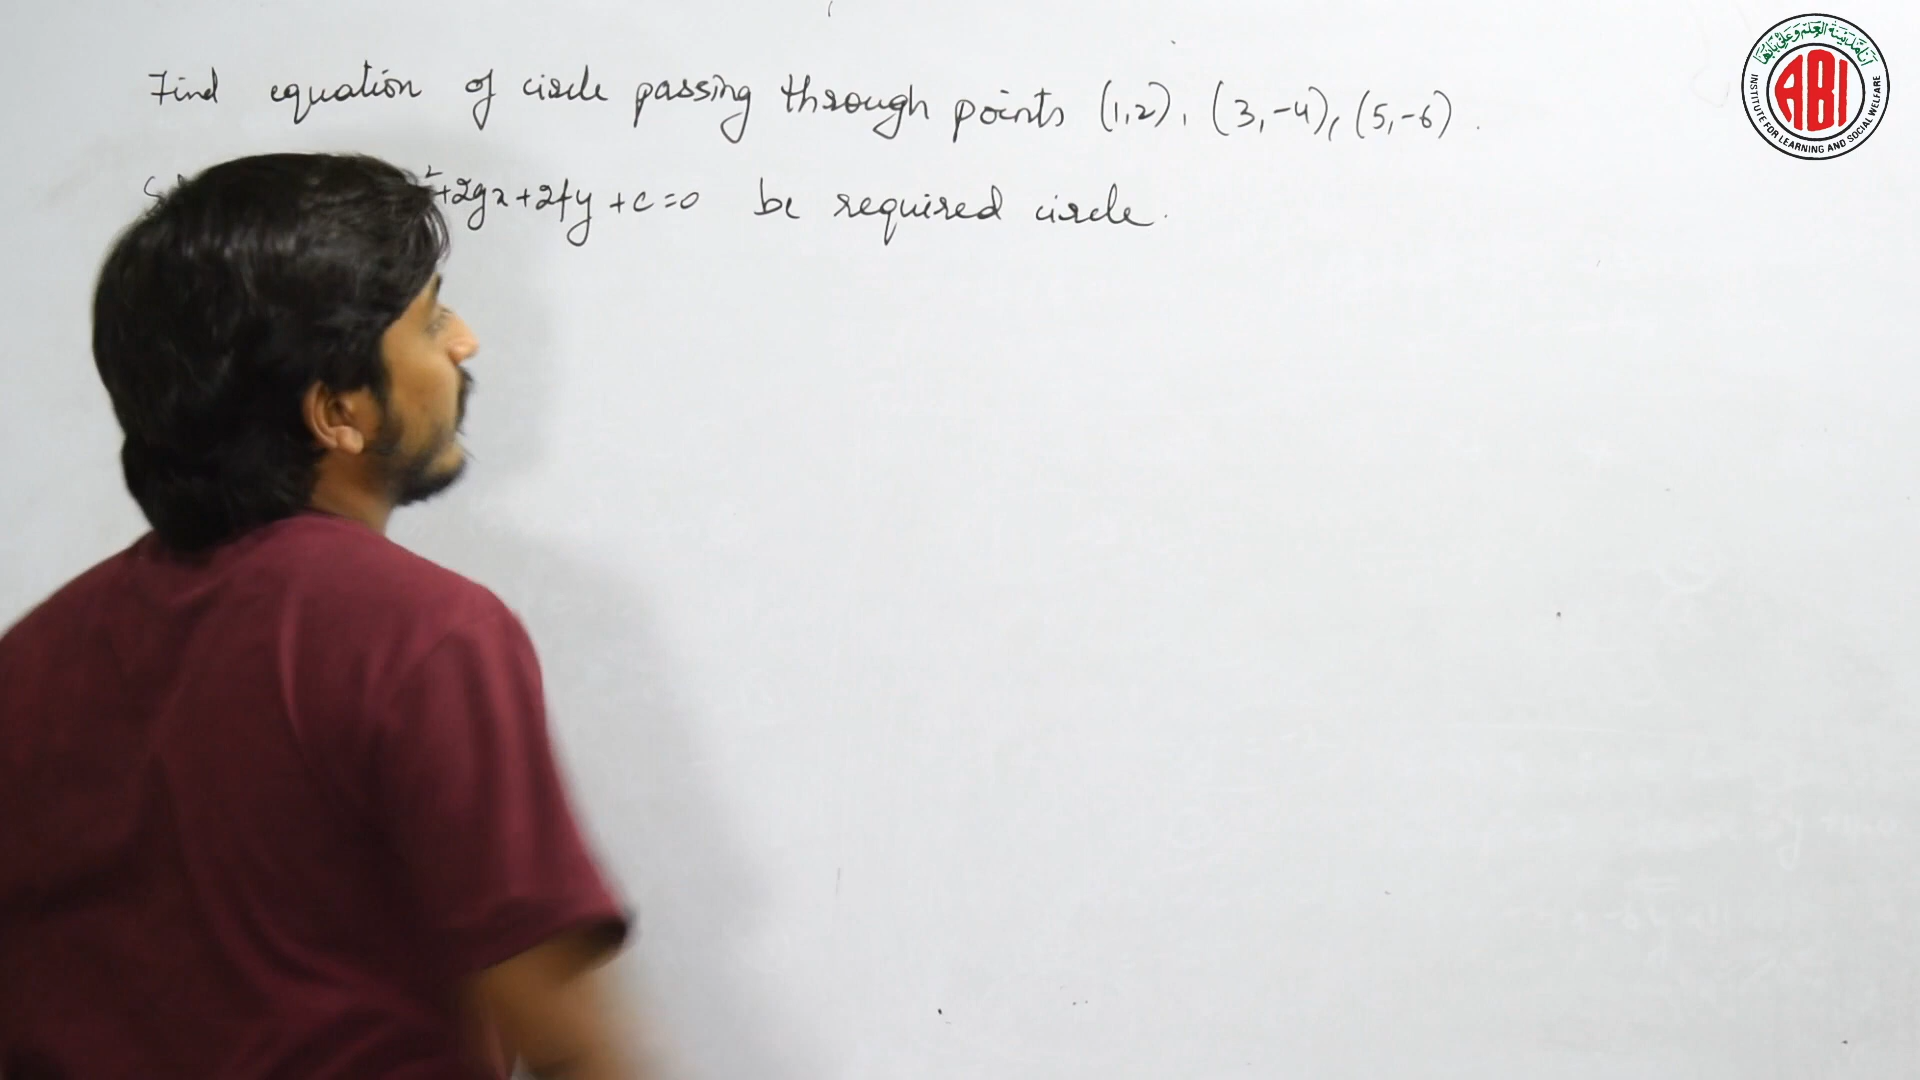 Find equation of circle passing through points (1,2), (3,-4), (5,-6).
²+2gx+2fy+c=0 be required circle.
ABI
INSTITUTE FOR LEARNING AND SOCIAL WELFARE